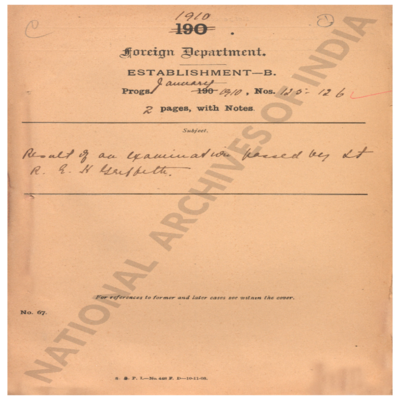 C
1910
190
Foreign Department.
ESTABLISHMENT—B.
Progs. January 190 1910. Nos. 125-126
2 pages, with Notes.
Subject.
Result of an examination passed by Lt
R. E. H Griffith.
For references to former and later cases see within the cover.
No. 67.
NATIONAL ARCHIVES OF INDIA